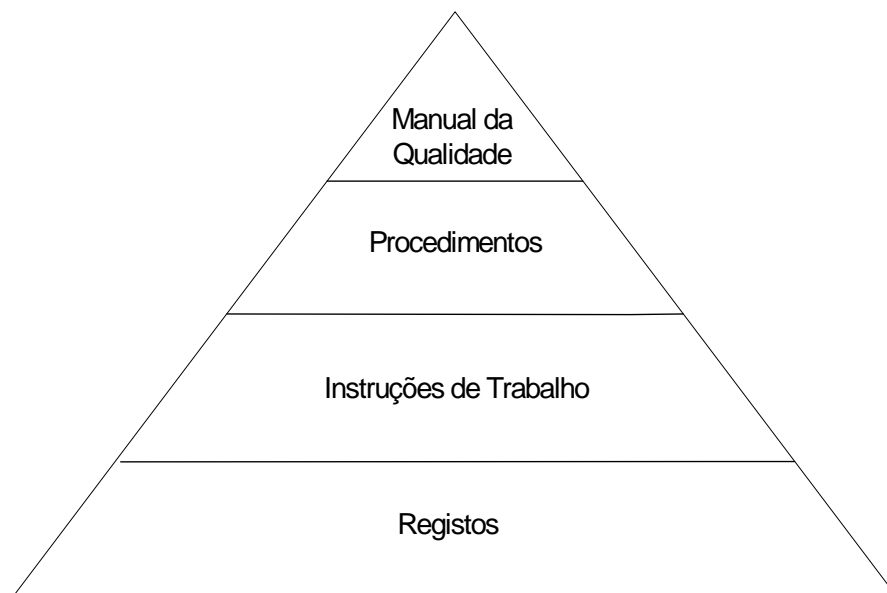 Manual da
Qualidade
Procedimentos
Instruções de Trabalho
Registos